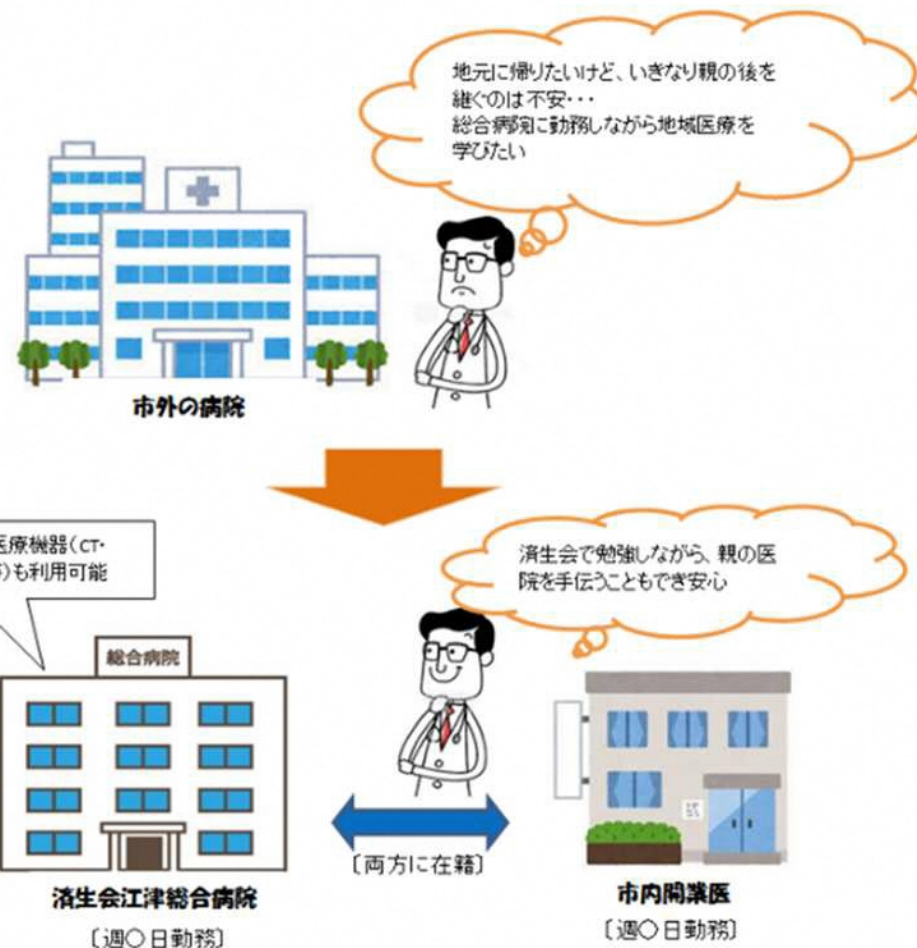 地元に帰りたいけど、いきなり親の後を
継ぐのは不安・・・
総合病院に勤務しながら地域医療を
学びたい
市外の病院
医療機器(CT・
)も利用可能
済生会で勉強しながら、親の医
院を手伝うこともでき安心
総合病院
〔両方に在籍〕
済生会江津総合病院
〔週○日勤務〕
市内開業医
〔週○日勤務〕